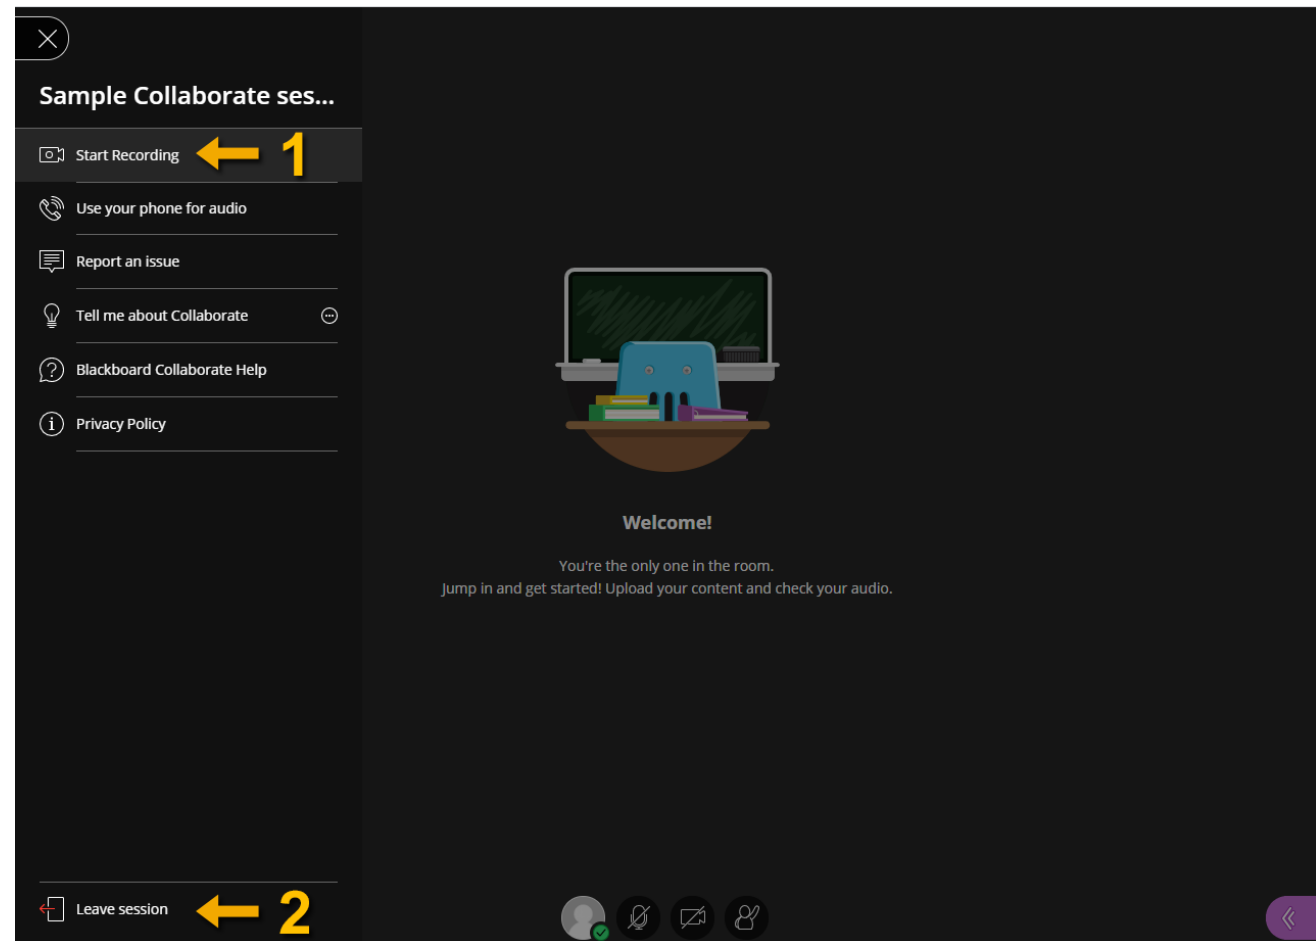 Sample Collaborate ses...
Start Recording 1
Use your phone for audio
Report an issue
Tell me about Collaborate
Blackboard Collaborate Help
Privacy Policy
Welcome!
You're the only one in the room.
Jump in and get started! Upload your content and check your audio.
Leave session 2